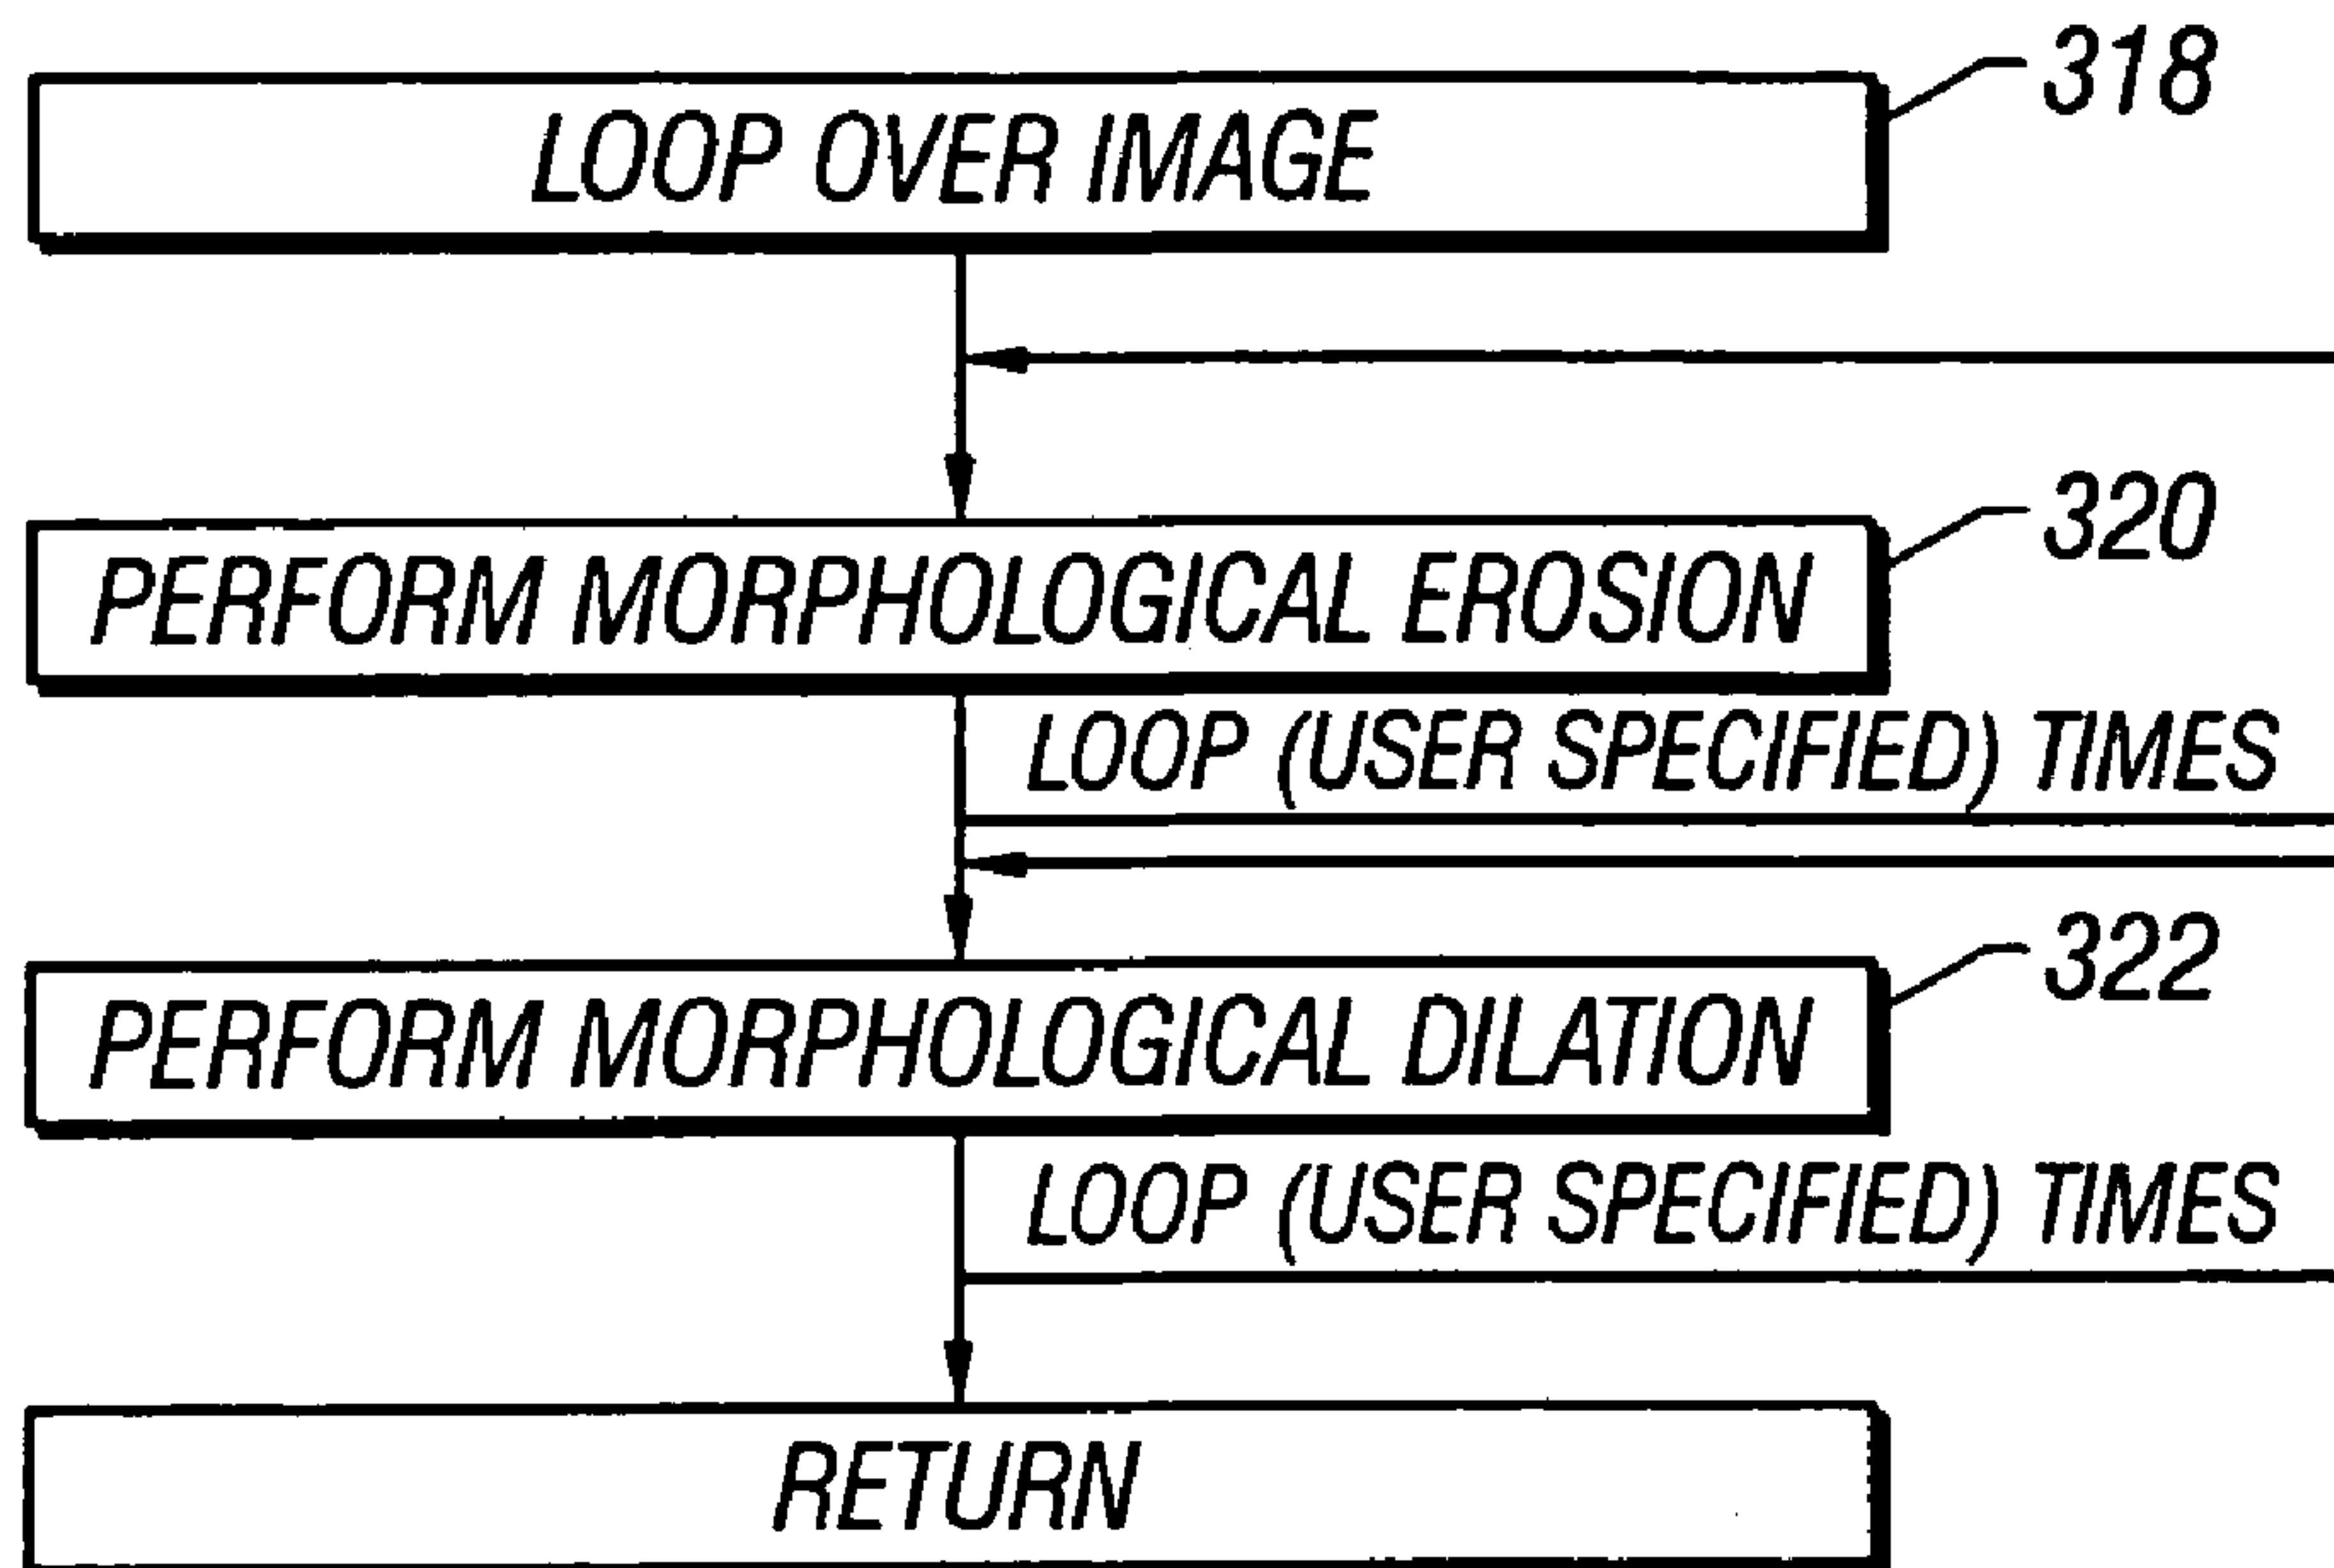 318
LOOP OVER IMAGE
320
PERFORM MORPHOLOGICAL EROSION
LOOP (USER SPECIFIED) TIMES
322
PERFORM MORPHOLOGICAL DILATION
LOOP (USER SPECIFIED) TIMES
RETURN